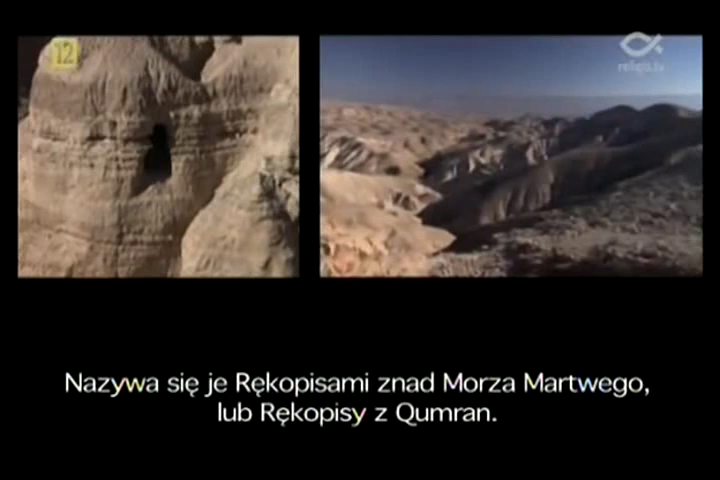 12
religia.tv
Nazywa się je Rękopisami znad Morza Martwego,
lub Rękopisy z Qumran.